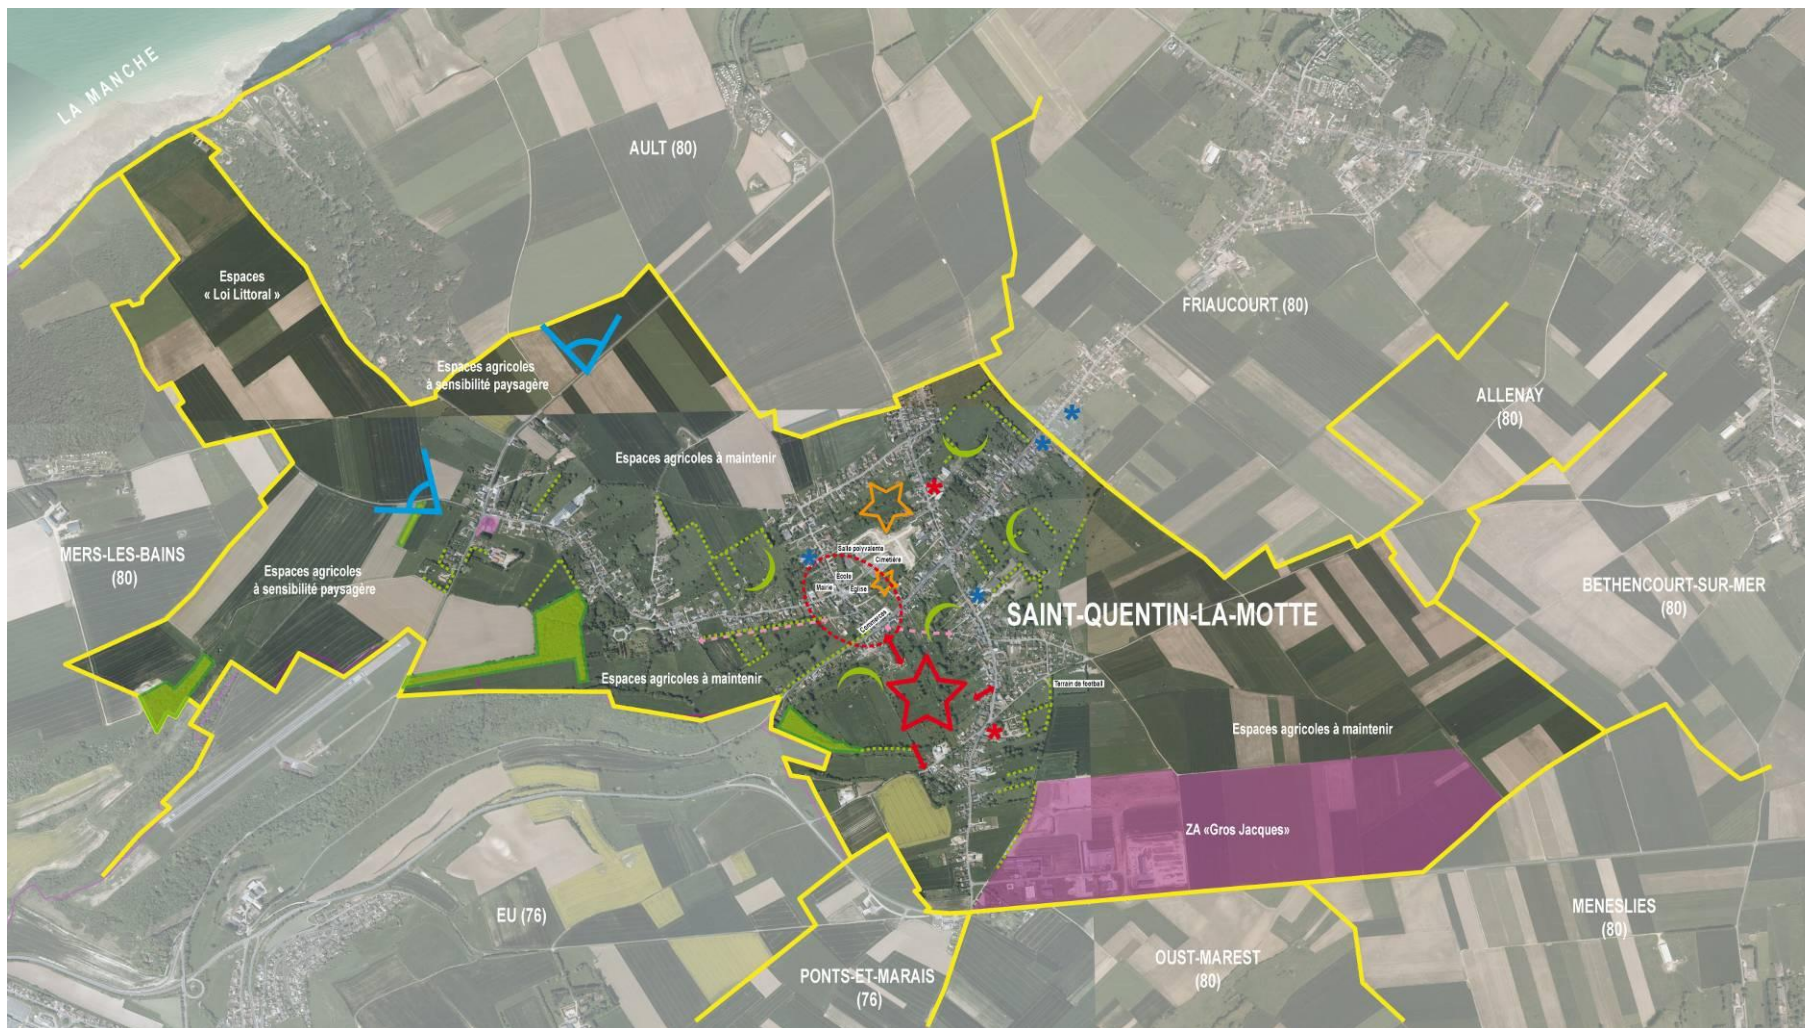 LA MANCHE
AULT (80)
Espaces
« Loi Littoral »
FRIAUCOURT (80)
Espaces agricoles
à sensibilité paysagère
ALLENAY
(80)
Espaces agricoles à maintenir
MERS-LES-BAINS
(80)
Salle polyvalente
Cimetière
Ecole
Mairie
Eglise
Espaces agricoles
à sensibilité paysagère
BETHENCOURT-SUR-MER
(80)
SAINT-QUENTIN-LA-MOTTE
Commerces
Espaces agricoles à maintenir
Terrain de football
Espaces agricoles à maintenir
ZA «Gros Jacques»
EU (76)
MENESLIES
(80)
OUST-MAREST
(80)
PONTS-ET-MARAIS
(76)